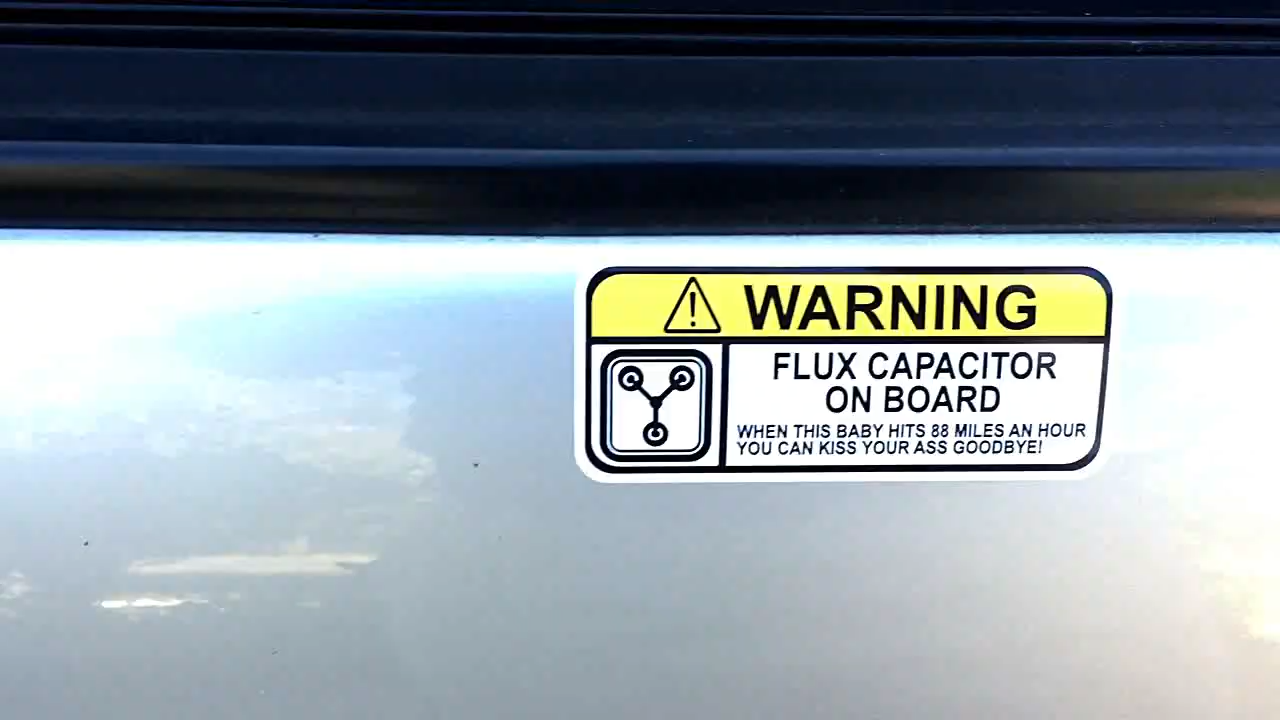 WARNING
FLUX CAPACITOR
ON BOARD
WHEN THIS BABY HITS 88 MILES AN HOUR
YOU CAN KISS YOUR ASS GOODBYE!